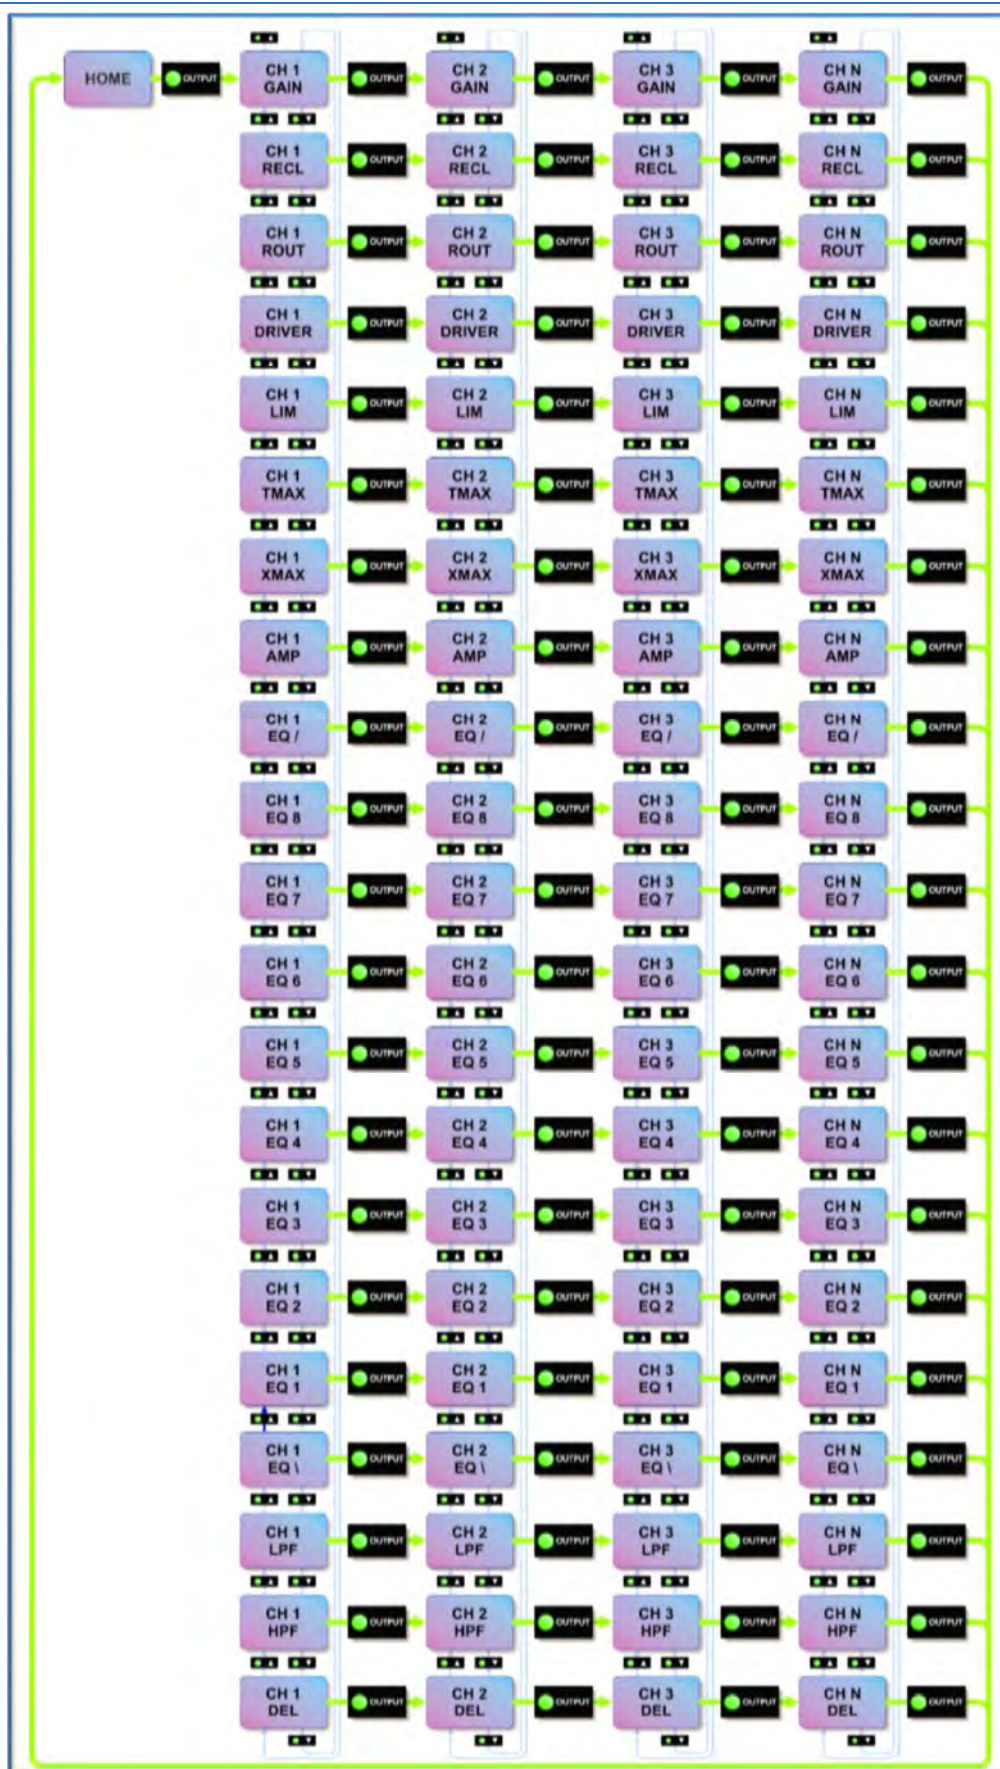 HOME OUTPUT CH 1 GAIN OUTPUT CH 2 GAIN OUTPUT CH 3 GAIN OUTPUT CH N GAIN OUTPUT
CH 1 RECL OUTPUT CH 2 RECL OUTPUT CH 3 RECL OUTPUT CH N RECL OUTPUT
CH 1 ROUT OUTPUT CH 2 ROUT OUTPUT CH 3 ROUT OUTPUT CH N ROUT OUTPUT
CH 1 DRIVER OUTPUT CH 2 DRIVER OUTPUT CH 3 DRIVER OUTPUT CH N DRIVER OUTPUT
CH 1 LIM OUTPUT CH 2 LIM OUTPUT CH 3 LIM OUTPUT CH N LIM OUTPUT
CH 1 TMAX OUTPUT CH 2 TMAX OUTPUT CH 3 TMAX OUTPUT CH N TMAX OUTPUT
CH 1 XMAX OUTPUT CH 2 XMAX OUTPUT CH 3 XMAX OUTPUT CH N XMAX OUTPUT
CH 1 AMP OUTPUT CH 2 AMP OUTPUT CH 3 AMP OUTPUT CH N AMP OUTPUT
CH 1 EQ / OUTPUT CH 2 EQ / OUTPUT CH 3 EQ / OUTPUT CH N EQ / OUTPUT
CH 1 EQ 8 OUTPUT CH 2 EQ 8 OUTPUT CH 3 EQ 8 OUTPUT CH N EQ 8 OUTPUT
CH 1 EQ 7 OUTPUT CH 2 EQ 7 OUTPUT CH 3 EQ 7 OUTPUT CH N EQ 7 OUTPUT
CH 1 EQ 6 OUTPUT CH 2 EQ 6 OUTPUT CH 3 EQ 6 OUTPUT CH N EQ 6 OUTPUT
CH 1 EQ 5 OUTPUT CH 2 EQ 5 OUTPUT CH 3 EQ 5 OUTPUT CH N EQ 5 OUTPUT
CH 1 EQ 4 OUTPUT CH 2 EQ 4 OUTPUT CH 3 EQ 4 OUTPUT CH N EQ 4 OUTPUT
CH 1 EQ 3 OUTPUT CH 2 EQ 3 OUTPUT CH 3 EQ 3 OUTPUT CH N EQ 3 OUTPUT
CH 1 EQ 2 OUTPUT CH 2 EQ 2 OUTPUT CH 3 EQ 2 OUTPUT CH N EQ 2 OUTPUT
CH 1 EQ 1 OUTPUT CH 2 EQ 1 OUTPUT CH 3 EQ 1 OUTPUT CH N EQ 1 OUTPUT
CH 1 EQ \ OUTPUT CH 2 EQ \ OUTPUT CH 3 EQ \ OUTPUT CH N EQ \ OUTPUT
CH 1 LPF OUTPUT CH 2 LPF OUTPUT CH 3 LPF OUTPUT CH N LPF OUTPUT
CH 1 HPF OUTPUT CH 2 HPF OUTPUT CH 3 HPF OUTPUT CH N HPF OUTPUT
CH 1 DEL OUTPUT CH 2 DEL OUTPUT CH 3 DEL OUTPUT CH N DEL OUTPUT